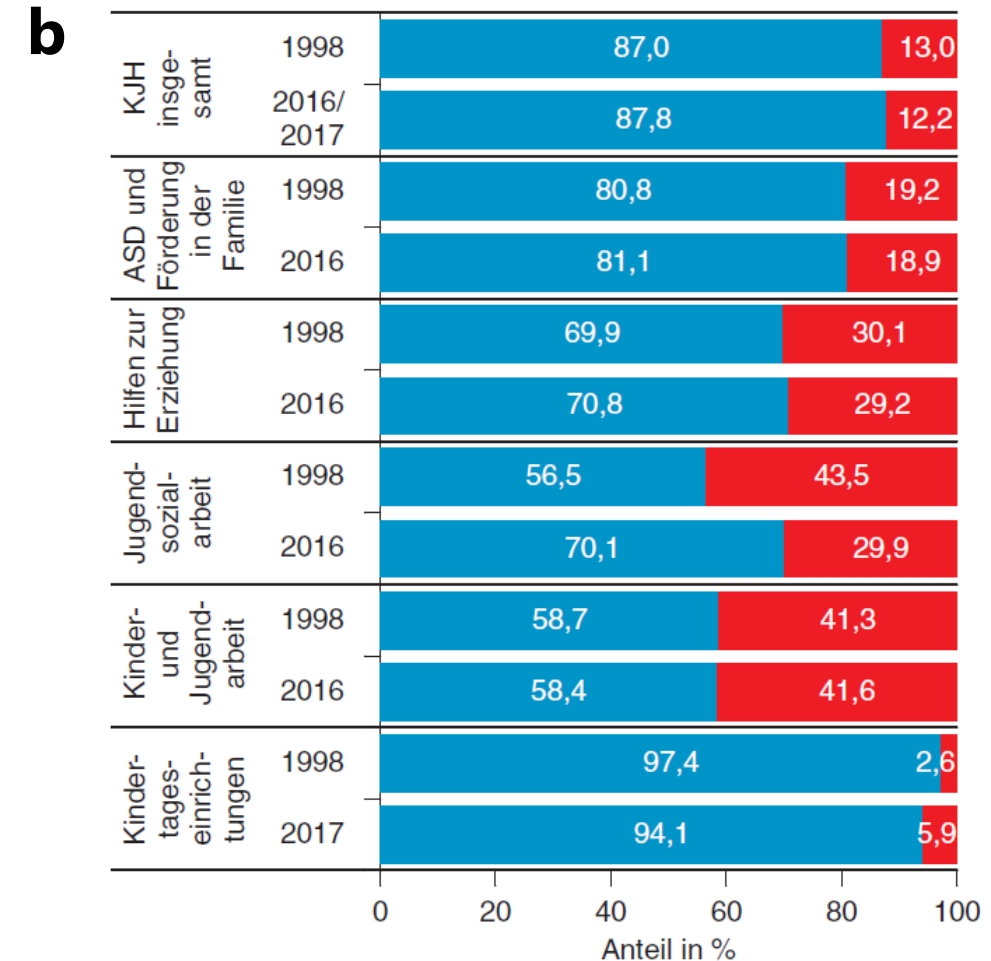 b
KJH
insge-
samt
1998
87,0
13,0
2016/
2017
87,8
12,2
ASD und
Förderung
in der
Familie
1998
80,8
19,2
2016
81,1
18,9
Hilfen zur
Erziehung
1998
69,9
30,1
2016
70,8
29,2
Jugend-
sozial-
arbeit
1998
56,5
43,5
2016
70,1
29,9
Kinder-
und
Jugend-
arbeit
1998
58,7
41,3
2016
58,4
41,6
Kinder-
tages-
einrich-
tungen
1998
97,4
2,6
2017
94,1
5,9
0 20 40 60 80 100
Anteil in %